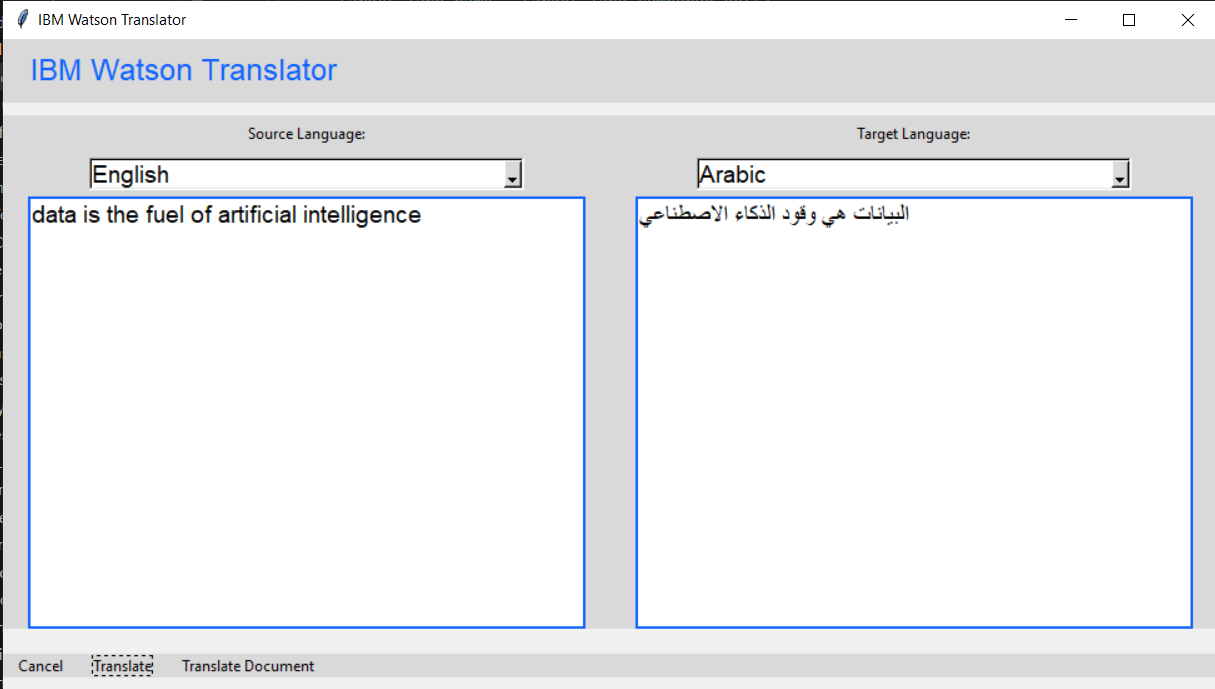 IBM Watson Translator
IBM Watson Translator
Source Language:
Target Language:
English
Arabic
data is the fuel of artificial intelligence
البيانات هي وقود الذكاء الاصطناعي
Cancel
Translate
Translate Document